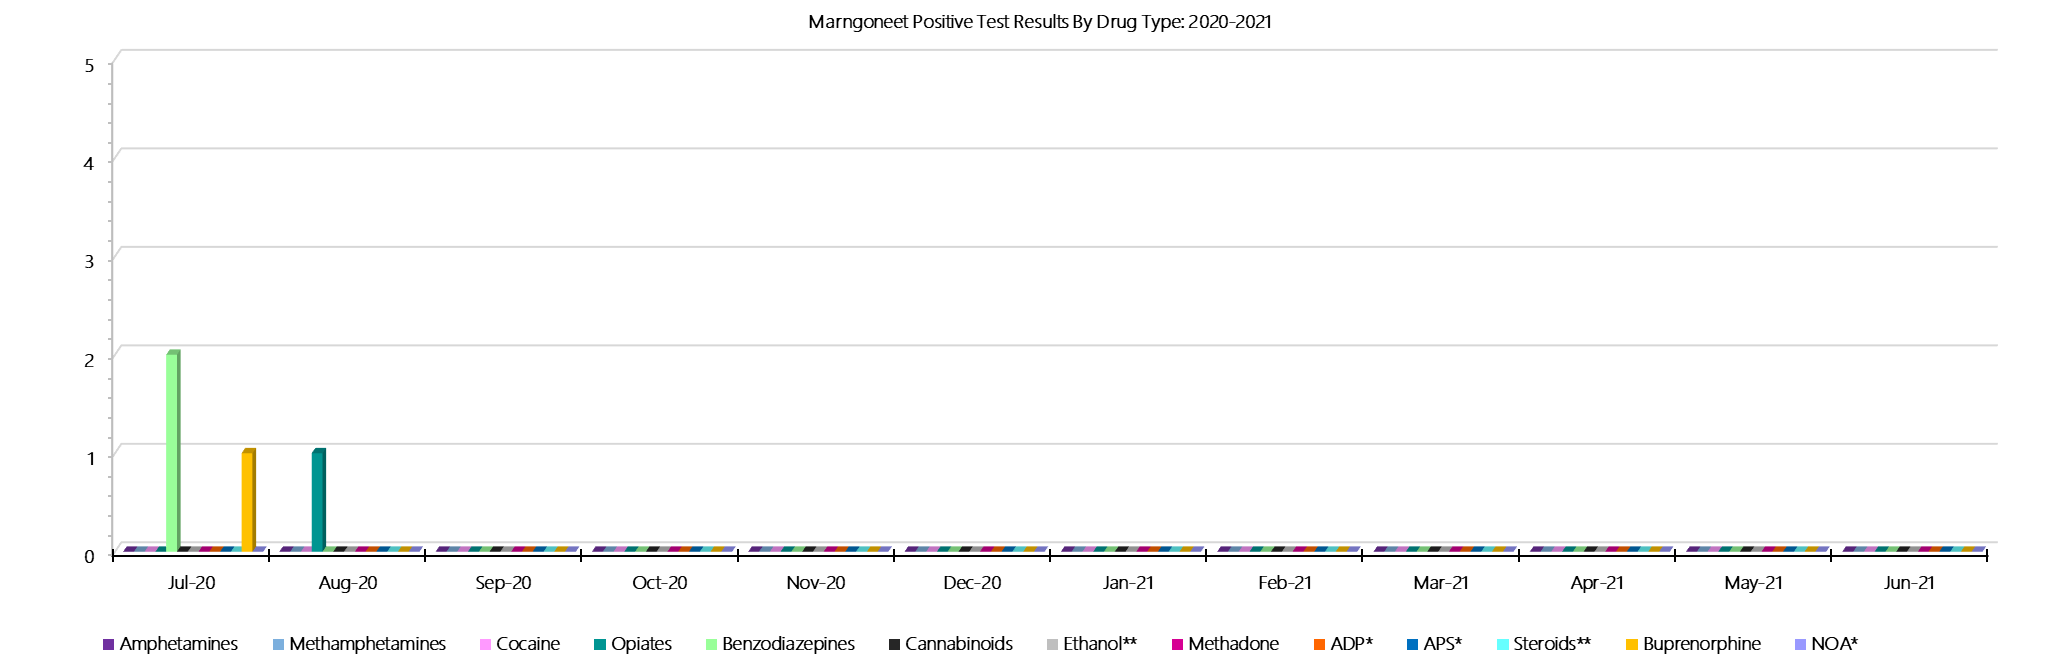 Marngoneet Positive Test Results By Drug Type: 2020-2021
5
4
3
2
1
0
Jul-20 Aug-20 Sep-20 Oct-20 Nov-20 Dec-20 Jan-21 Feb-21 Mar-21 Apr-21 May-21 Jun-21
Amphetamines Methamphetamines Cocaine Opiates Benzodiazepines Cannabinoids Ethanol** Methadone ADP* APS* Steroids** Buprenorphine NOA*